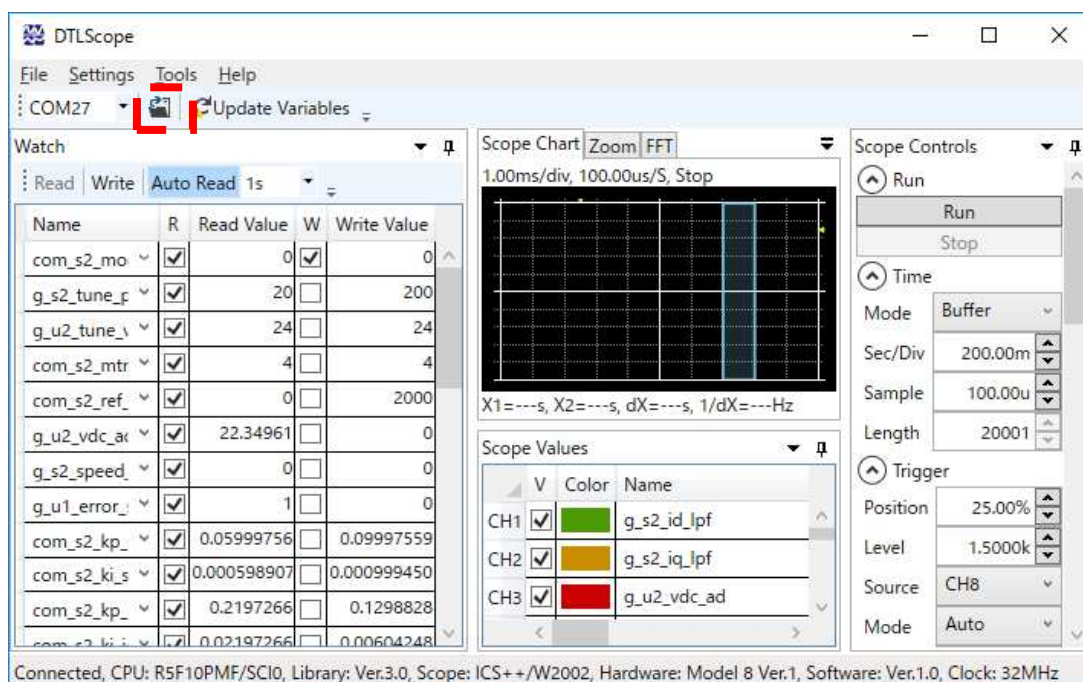 DTLScope
File Settings Tools Help
COM27 Update Variables
Watch
Read Write Auto Read 1s
Name R Read Value W Write Value
com_s2_mo 0 0
g_s2_tune_p 20 200
g_u2_tune_v 24 24
com_s2_mtr 4 4
com_s2_ref_ 0 2000
g_u2_vdc_ad 22.34961 0
g_s2_speed_ 0 0
g_u1_error_s 1 0
com_s2_kp_ 0.05999756 0.09997559
com_s2_ki_s 0.000598907 0.000999450
com_s2_kp_ 0.2197266 0.1298828
com_s2_ki_i 0.02197266 0.00604248
Scope Chart Zoom FFT
1.00ms/div, 100.00us/S, Stop
X1=---s, X2=---s, dX=---s, 1/dX=---Hz
Scope Values
V Color Name
CH1 g_s2_id_lpf
CH2 g_s2_iq_lpf
CH3 g_u2_vdc_ad
Scope Controls
Run
Run
Stop
Time
Mode Buffer
Sec/Div 200.00m
Sample 100.00u
Length 20001
Trigger
Position 25.00%
Level 1.5000k
Source CH8
Mode Auto
Connected, CPU: R5F10PMF/SCI0, Library: Ver.3.0, Scope: ICS++/W2002, Hardware: Model 8 Ver.1, Software: Ver.1.0, Clock: 32MHz